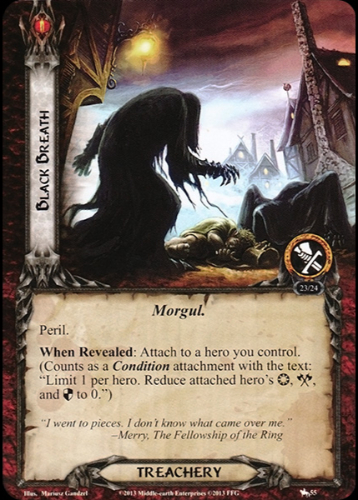 BLACK BREATH
23/24
Morgul.
Peril.
When Revealed: Attach to a hero you control.
(Counts as a Condition attachment with the text:
"Limit 1 per hero. Reduce attached hero's , ,
and to 0.")
"I went to pieces. I don't know what came over me."
–Merry, The Fellowship of the Ring
TREACHERY
Illus. Mariusz Gandzel ©2013 Middle-earth Enterprises ©2013 FFG 55